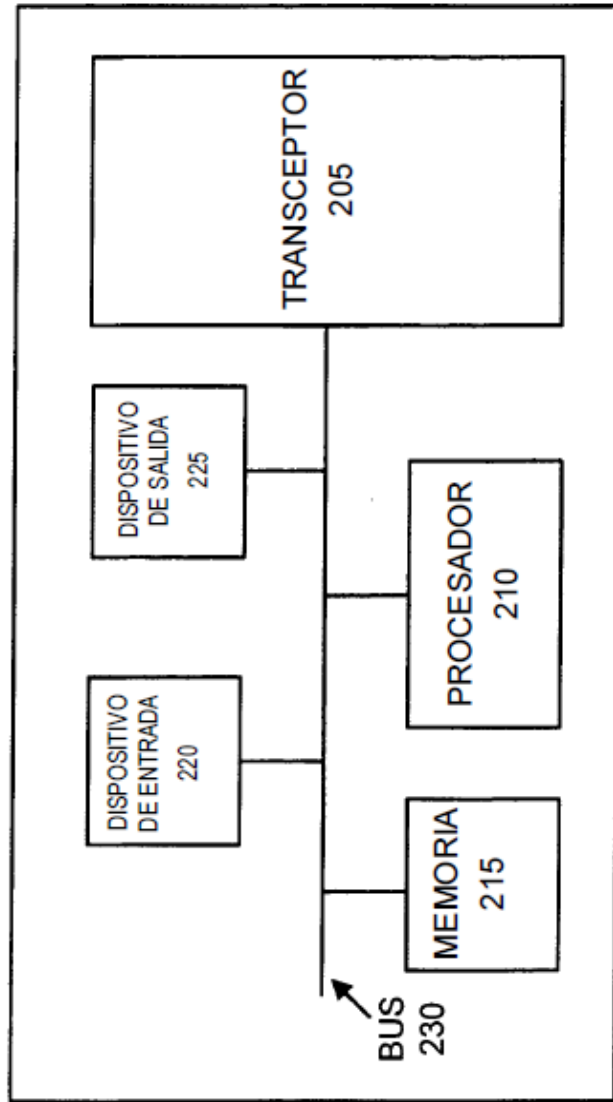 DISPOSITIVO
DE ENTRADA
220
DISPOSITIVO
DE SALIDA
225
TRANSCEPTOR
205
BUS
230
MEMORIA
215
PROCESADOR
210